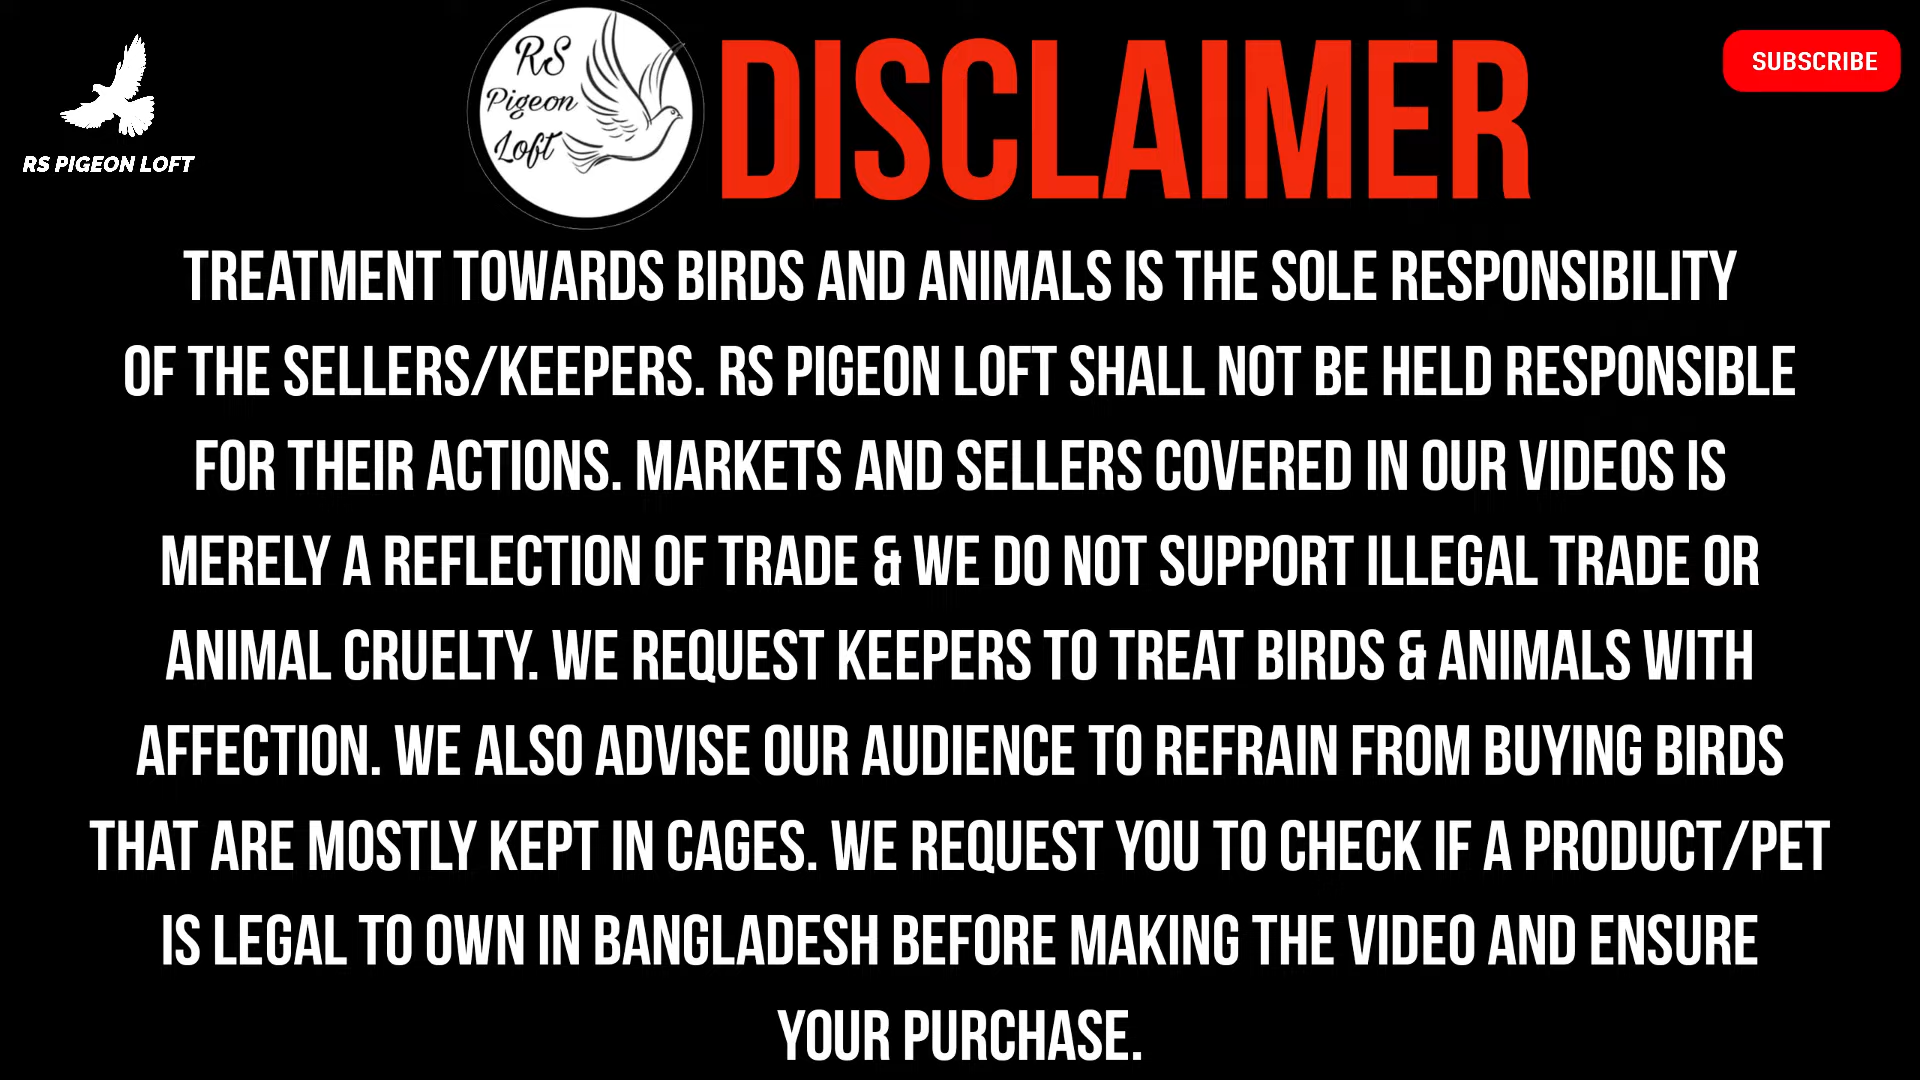 RS
Pigeon
Loft
DISCLAIMER
SUBSCRIBE
RS PIGEON LOFT
TREATMENT TOWARDS BIRDS AND ANIMALS IS THE SOLE RESPONSIBILITY
OF THE SELLERS/KEEPERS. RS PIGEON LOFT SHALL NOT BE HELD RESPONSIBLE
FOR THEIR ACTIONS. MARKETS AND SELLERS COVERED IN OUR VIDEOS IS
MERELY A REFLECTION OF TRADE & WE DO NOT SUPPORT ILLEGAL TRADE OR
ANIMAL CRUELTY. WE REQUEST KEEPERS TO TREAT BIRDS & ANIMALS WITH
AFFECTION. WE ALSO ADVISE OUR AUDIENCE TO REFRAIN FROM BUYING BIRDS
THAT ARE MOSTLY KEPT IN CAGES. WE REQUEST YOU TO CHECK IF A PRODUCT/PET
IS LEGAL TO OWN IN BANGLADESH BEFORE MAKING THE VIDEO AND ENSURE
YOUR PURCHASE.